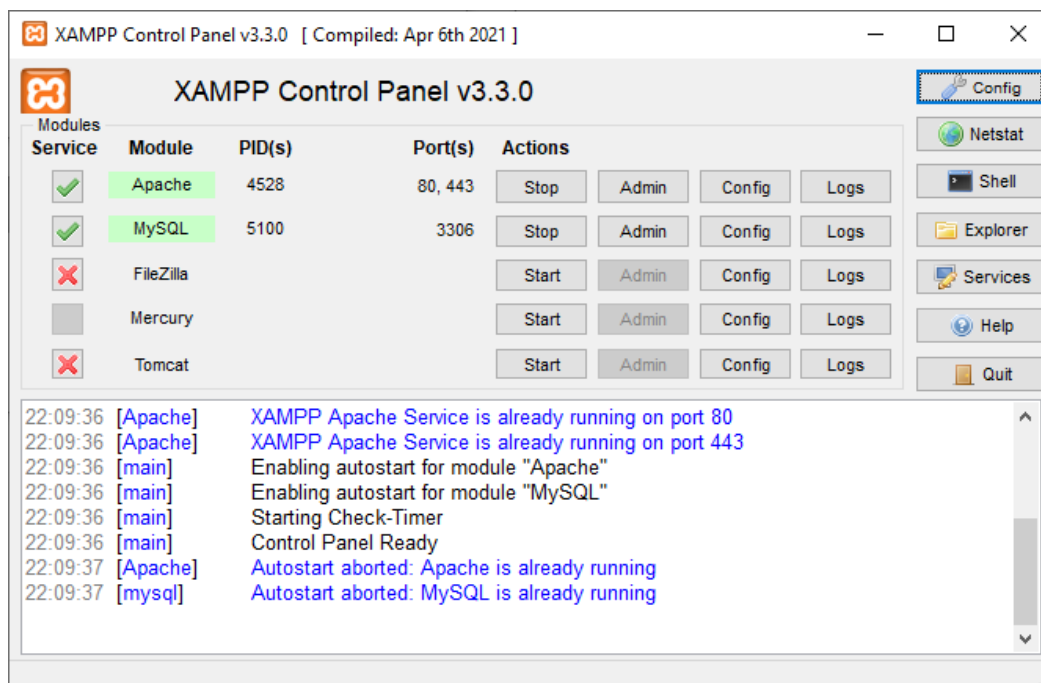 XAMPP Control Panel v3.3.0 [ Compiled: Apr 6th 2021 ]
XAMPP Control Panel v3.3.0
Config
Modules
Service Module PID(s) Port(s) Actions
Netstat
Apache 4528 80, 443 Stop Admin Config Logs
Shell
MySQL 5100 3306 Stop Admin Config Logs
Explorer
FileZilla Start Admin Config Logs
Services
Mercury Start Admin Config Logs
Help
Tomcat Start Admin Config Logs
Quit
22:09:36 [Apache] XAMPP Apache Service is already running on port 80
22:09:36 [Apache] XAMPP Apache Service is already running on port 443
22:09:36 [main] Enabling autostart for module "Apache"
22:09:36 [main] Enabling autostart for module "MySQL"
22:09:36 [main] Starting Check-Timer
22:09:36 [main] Control Panel Ready
22:09:37 [Apache] Autostart aborted: Apache is already running
22:09:37 [mysql] Autostart aborted: MySQL is already running